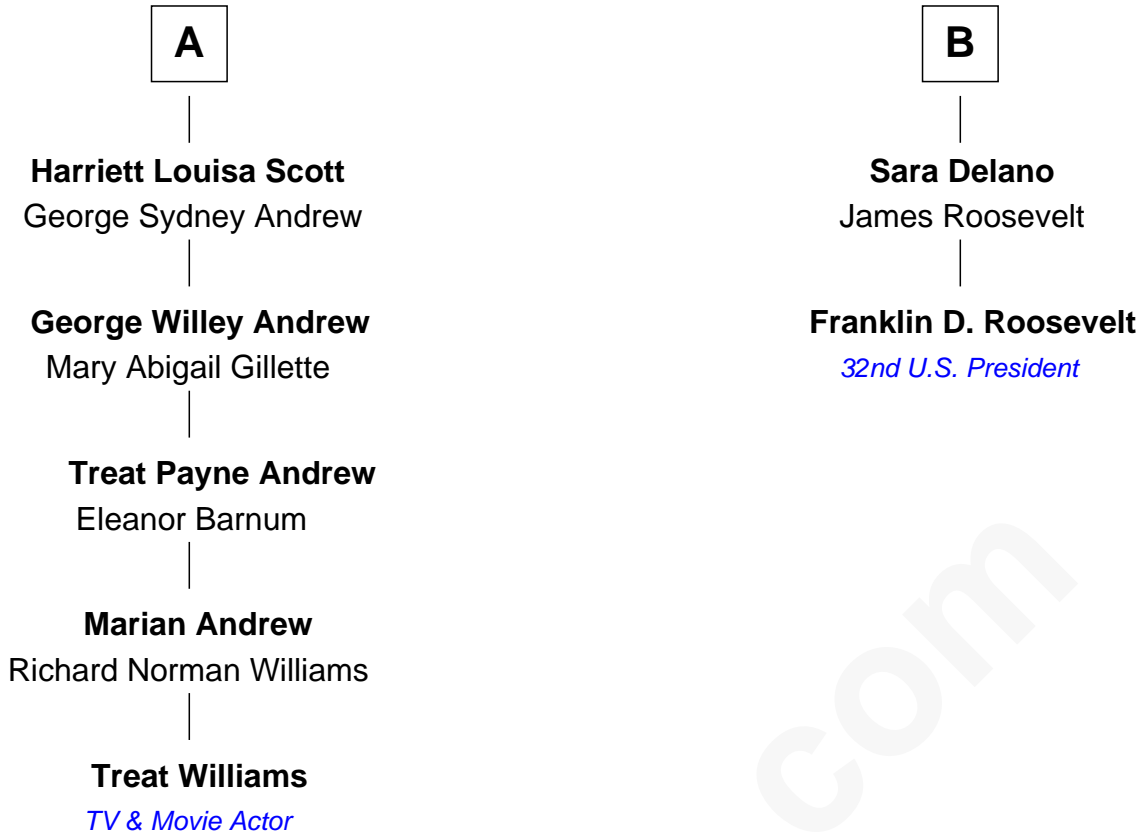 A
Harriett Louisa Scott
George Sydney Andrew
George Willey Andrew
Mary Abigail Gillette
Treat Payne Andrew
Eleanor Barnum
Marian Andrew
Richard Norman Williams
Treat Williams
TV & Movie Actor
B
Sara Delano
James Roosevelt
Franklin D. Roosevelt
32nd U.S. President
com